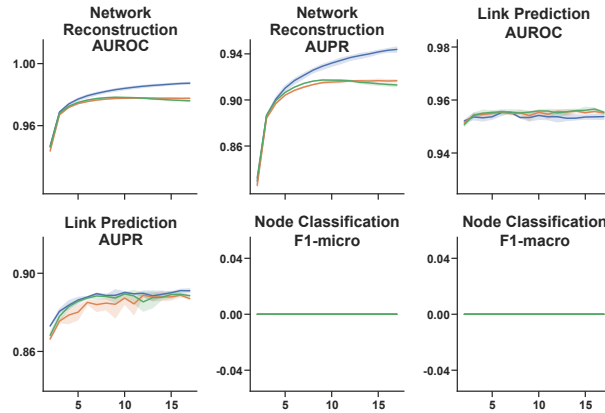 Network
Reconstruction
AUROC
1.00
0.96
Network
Reconstruction
AUPR
0.94
0.90
0.86
Link Prediction
AUROC
0.98
0.96
0.94
Link Prediction
AUPR
0.90
0.86
5 10 15
Node Classification
F1-micro
0.04
0.00
-0.04
5 10 15
Node Classification
F1-macro
0.04
0.00
-0.04
5 10 15